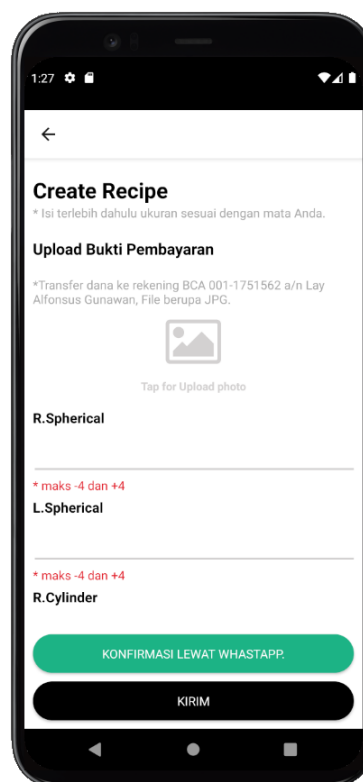 1:27
Create Recipe
* Isi terlebih dahulu ukuran sesuai dengan mata Anda.
Upload Bukti Pembayaran
*Transfer dana ke rekening BCA 001-1751562 a/n Lay
Alfonsus Gunawan, File berupa JPG.
Tap for Upload photo
R.Spherical
* maks -4 dan +4
L.Spherical
* maks -4 dan +4
R.Cylinder
KONFIRMASI LEWAT WHASTAPP.
KIRIM